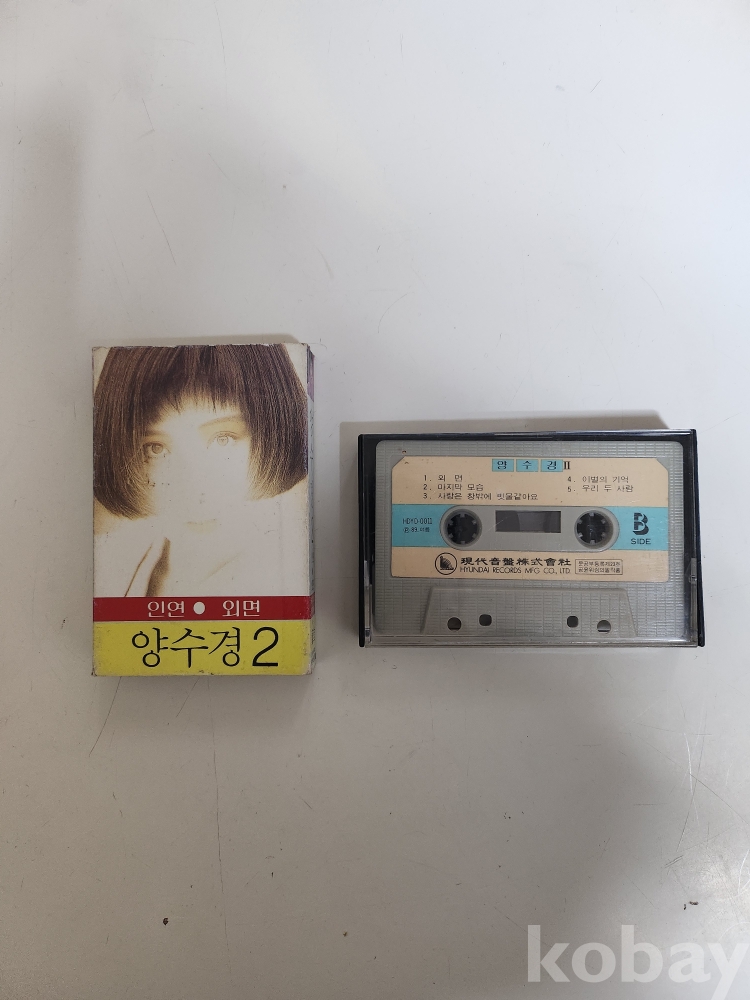 인연 ● 외면
양수경 2
양 수 경 II
1. 외 면
2. 마지막 모습
3. 사랑은 창밖에 빗물같아요
4. 이별의 기억
5. 우리 두 사람
HDYO-0012
B
SIDE
現代音盤株式會社
HYUNDAI RECORDS MFG CO., LTD.
kobay